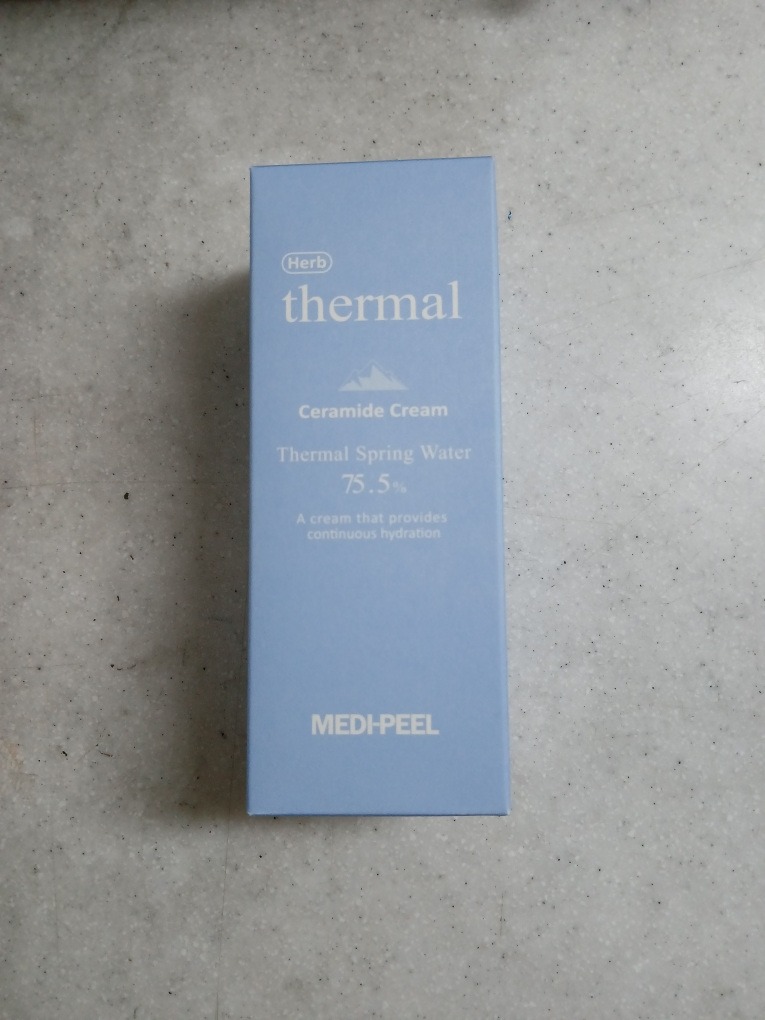 Herb
thermal
Ceramide Cream
Thermal Spring Water
75.5%
A cream that provides
continuous hydration
MEDI-PEEL